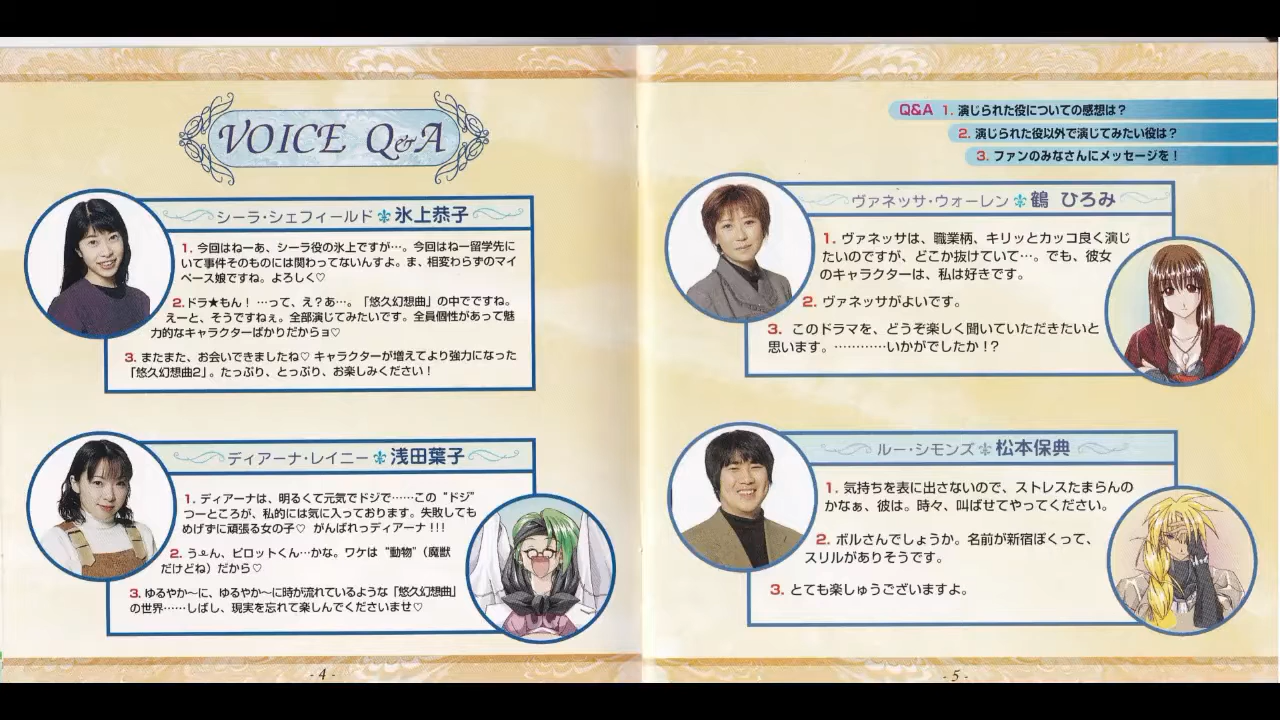 VOICE Q&A
シーラ・シェフィールド 氷上恭子
1. 今回はねーあ、シーラ役の氷上ですが…。今回はねー留学先に
いて事件そのものには関わってないんすよ。ま、相変わらずのマイ
ペース娘ですね。よろしく♡
2. ドラ★もん！ …って、え？あ…。「悠久幻想曲」の中でですね。
えーと、そうですねぇ。全部演じてみたいです。全員個性があって魅
力的なキャラクターばかりだからョ♡
3. またまた、お会いできましたね♡ キャラクターが増えてより強力になった
「悠久幻想曲2」。たっぷり、とっぷり、お楽しみください！
ディアーナ・レイニー 浅田葉子
1. ディアーナは、明るくて元気でドジで……この“ドジ”
つーところが、私的には気に入っております。失敗しても
めげずに頑張る女の子♡ がんばれっディアーナ!!!
2. うーん、ピロットくん…かな。ワケは“動物”（魔獣
だけどね）だから♡
3. ゆるやか〜に、ゆるやか〜に時が流れているような「悠久幻想曲」
の世界……しばし、現実を忘れて楽しんでくださいませ♡
- 4 -
Q&A 1. 演じられた役についての感想は？
2. 演じられた役以外で演じてみたい役は？
3. ファンのみなさんにメッセージを！
ヴァネッサ・ウォーレン 鶴 ひろみ
1. ヴァネッサは、職業柄、キリッとカッコ良く演じ
たいのですが、どこか抜けていて…。でも、彼女
のキャラクターは、私は好きです。
2. ヴァネッサがよいです。
3. このドラマを、どうぞ楽しく聞いていただきたいと
思います。…………いかがでしたか!?
ルー・シモンズ 松本保典
1. 気持ちを表に出さないので、ストレスたまらんの
かなぁ、彼は。時々、叫ばせてやってください。
2. ボルさんでしょうか。名前が新宿ぽくって、
スリルがありそうです。
3. とても楽しゅうございますよ。
- 5 -